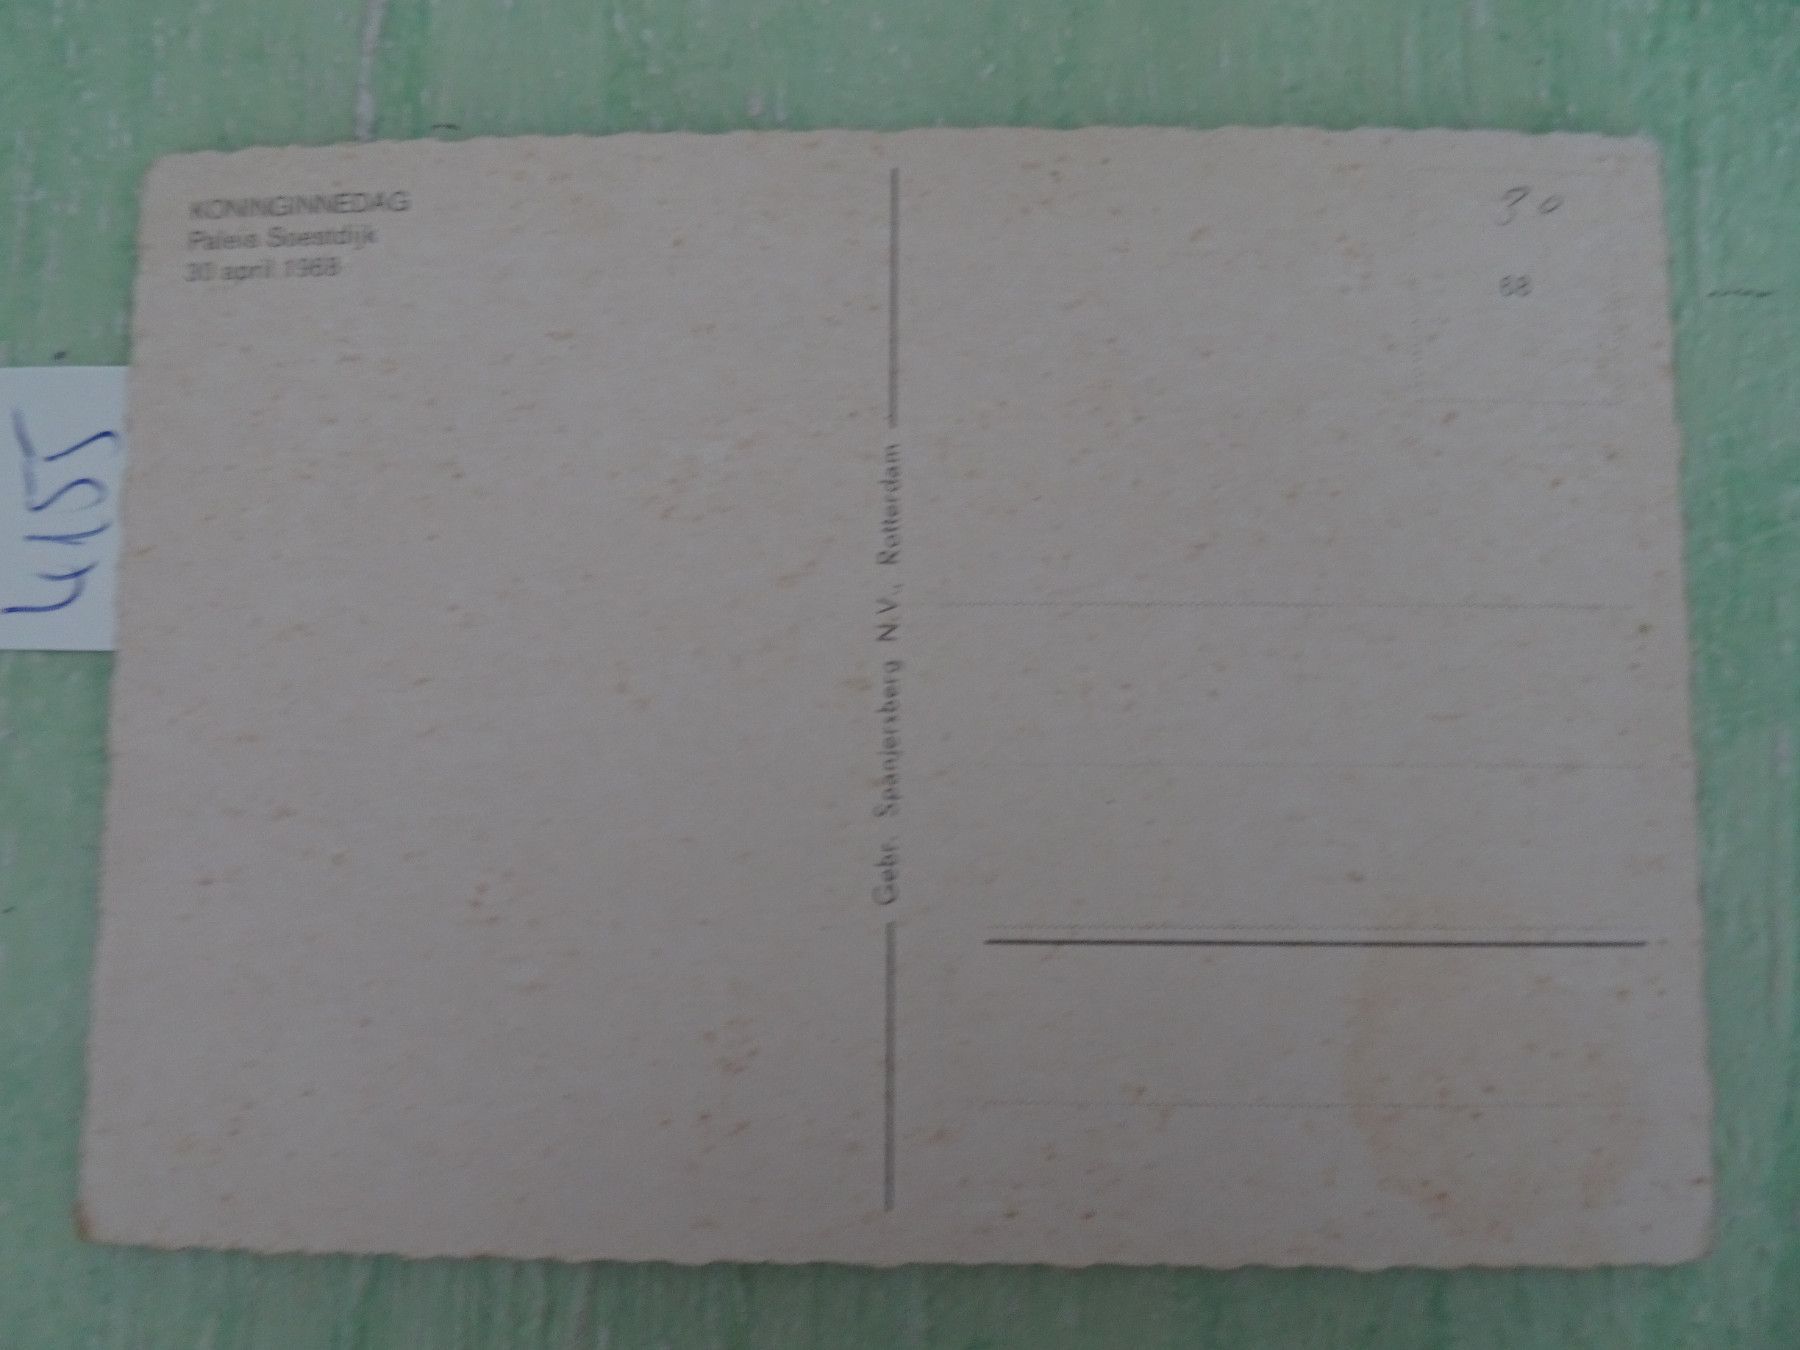 KONINGINNEDAG
Paleis Soestdijk
30 april 1968
Gebr. Spanjersberg N.V., Rotterdam
30
68
4155